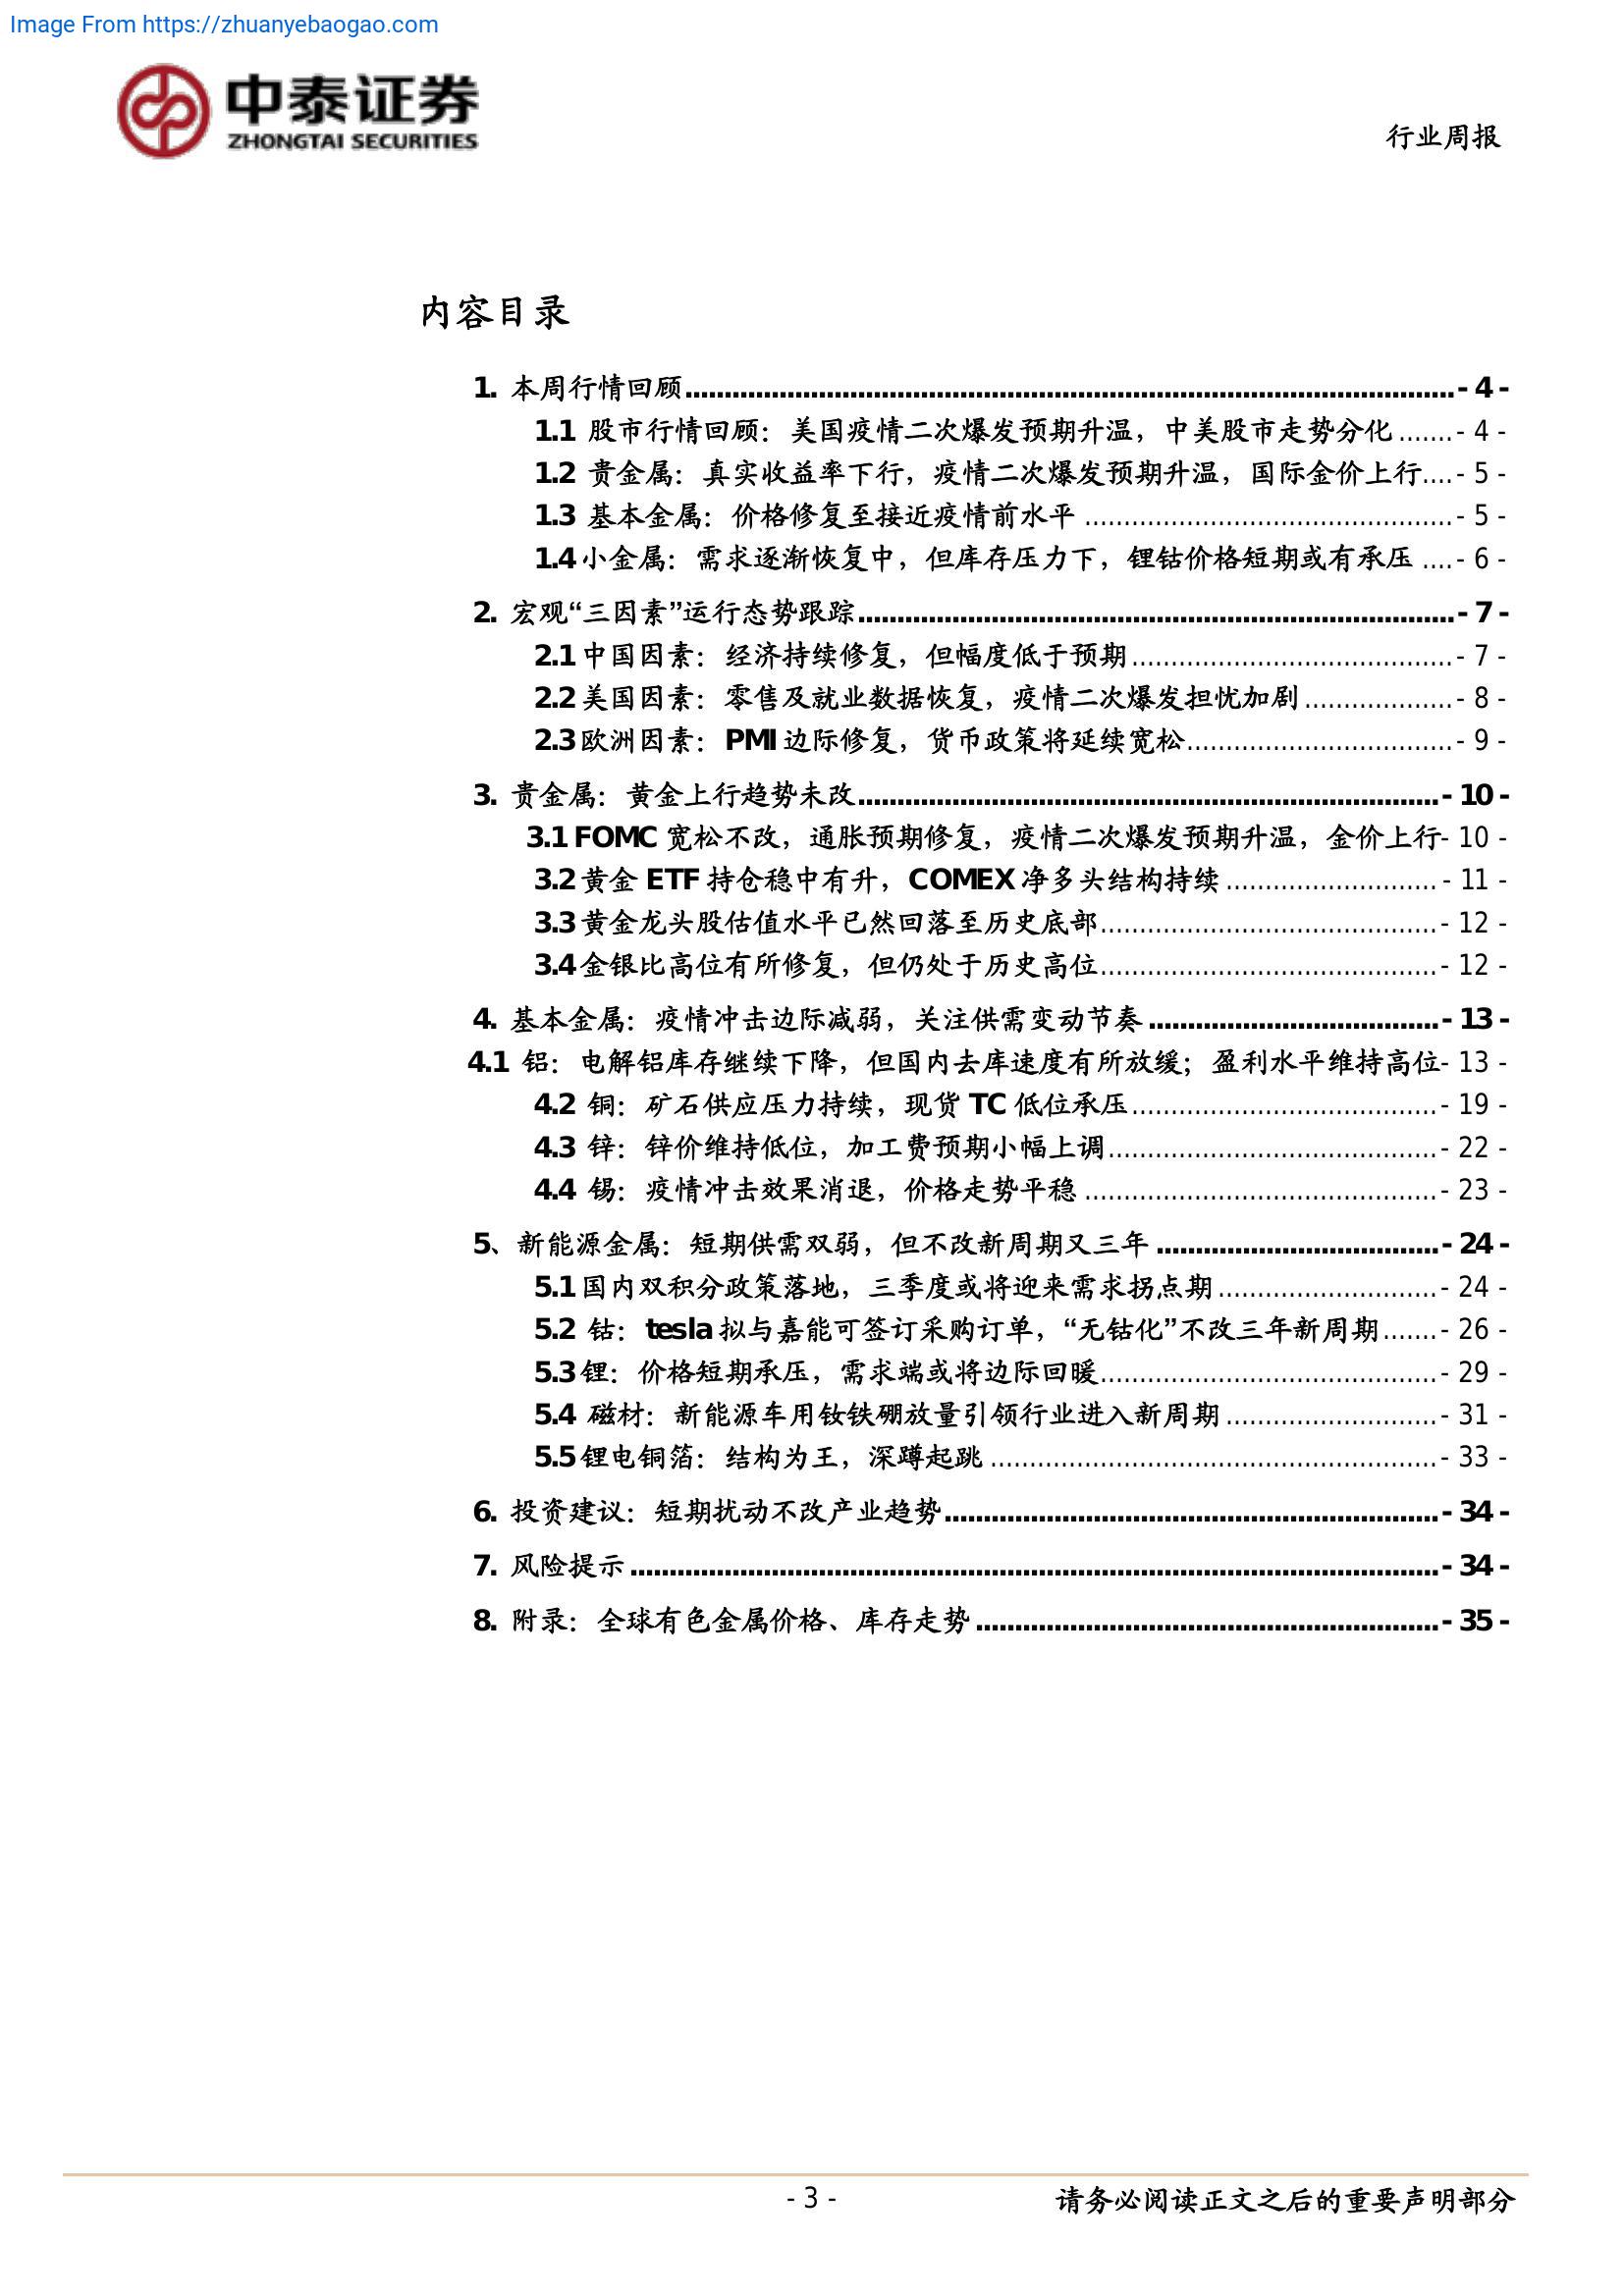 Image From https://zhuanyebaogao.com
中泰证券
ZHONGTAI SECURITIES
行业周报
内容目录
1. 本周行情回顾 - 4 -
1.1 股市行情回顾：美国疫情二次爆发预期升温，中美股市走势分化 - 4 -
1.2 贵金属：真实收益率下行，疫情二次爆发预期升温，国际金价上行 - 5 -
1.3 基本金属：价格修复至接近疫情前水平 - 5 -
1.4 小金属：需求逐渐恢复中，但库存压力下，锂钴价格短期或有承压 - 6 -
2. 宏观“三因素”运行态势跟踪 - 7 -
2.1 中国因素：经济持续修复，但幅度低于预期 - 7 -
2.2 美国因素：零售及就业数据恢复，疫情二次爆发担忧加剧 - 8 -
2.3 欧洲因素：PMI 边际修复，货币政策将延续宽松 - 9 -
3. 贵金属：黄金上行趋势未改 - 10 -
3.1 FOMC 宽松不改，通胀预期修复，疫情二次爆发预期升温，金价上行 - 10 -
3.2 黄金 ETF 持仓稳中有升，COMEX 净多头结构持续 - 11 -
3.3 黄金龙头股估值水平已然回落至历史底部 - 12 -
3.4 金银比高位有所修复，但仍处于历史高位 - 12 -
4. 基本金属：疫情冲击边际减弱，关注供需变动节奏 - 13 -
4.1 铝：电解铝库存继续下降，但国内去库速度有所放缓；盈利水平维持高位 - 13 -
4.2 铜：矿石供应压力持续，现货 TC 低位承压 - 19 -
4.3 锌：锌价维持低位，加工费预期小幅上调 - 22 -
4.4 锡：疫情冲击效果消退，价格走势平稳 - 23 -
5、新能源金属：短期供需双弱，但不改新周期又三年 - 24 -
5.1 国内双积分政策落地，三季度或将迎来需求拐点期 - 24 -
5.2 钴：tesla 拟与嘉能可签订采购订单，“无钴化”不改三年新周期 - 26 -
5.3 锂：价格短期承压，需求端或将边际回暖 - 29 -
5.4 磁材：新能源车用钕铁硼放量引领行业进入新周期 - 31 -
5.5 锂电铜箔：结构为王，深蹲起跳 - 33 -
6. 投资建议：短期扰动不改产业趋势 - 34 -
7. 风险提示 - 34 -
8. 附录：全球有色金属价格、库存走势 - 35 -
- 3 -
请务必阅读正文之后的重要声明部分